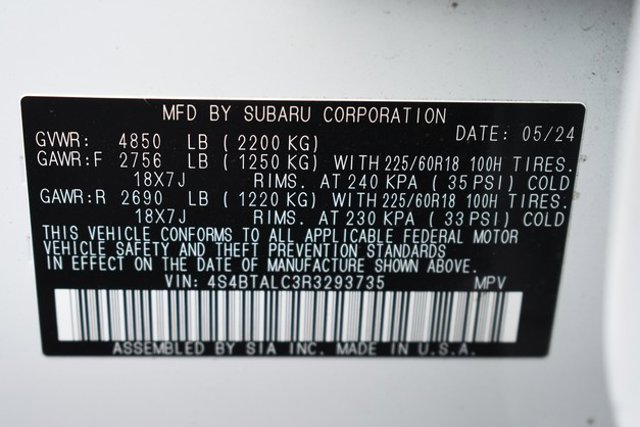 MFD BY SUBARU CORPORATION
GVWR: 4850 LB (2200 KG) DATE: 05/24
GAWR:F 2756 LB (1250 KG) WITH 225/60R18 100H TIRES.
18X7J RIMS. AT 240 KPA (35 PSI) COLD
GAWR:R 2690 LB (1220 KG) WITH 225/60R18 100H TIRES.
18X7J RIMS. AT 230 KPA (33 PSI) COLD
THIS VEHICLE CONFORMS TO ALL APPLICABLE FEDERAL MOTOR
VEHICLE SAFETY AND THEFT PREVENTION STANDARDS
IN EFFECT ON THE DATE OF MANUFACTURE SHOWN ABOVE.
VIN: 4S4BTALC3R3293735 MPV
ASSEMBLED BY SIA INC. MADE IN U.S.A.